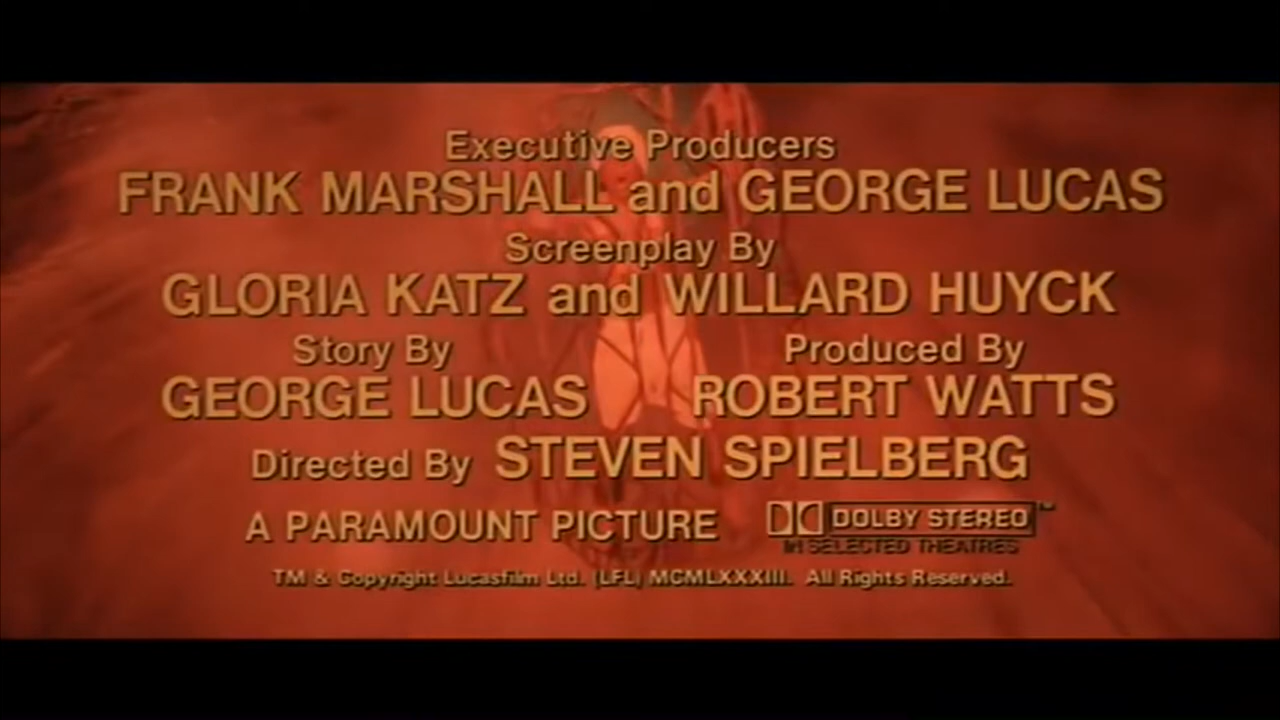 Executive Producers
FRANK MARSHALL and GEORGE LUCAS
Screenplay By
GLORIA KATZ and WILLARD HUYCK
Story By
GEORGE LUCAS
Produced By
ROBERT WATTS
Directed By STEVEN SPIELBERG
A PARAMOUNT PICTURE
DOLBY STEREO™
IN SELECTED THEATRES
TM & Copyright Lucasfilm Ltd. (LFL) MCMLXXXIII. All Rights Reserved.